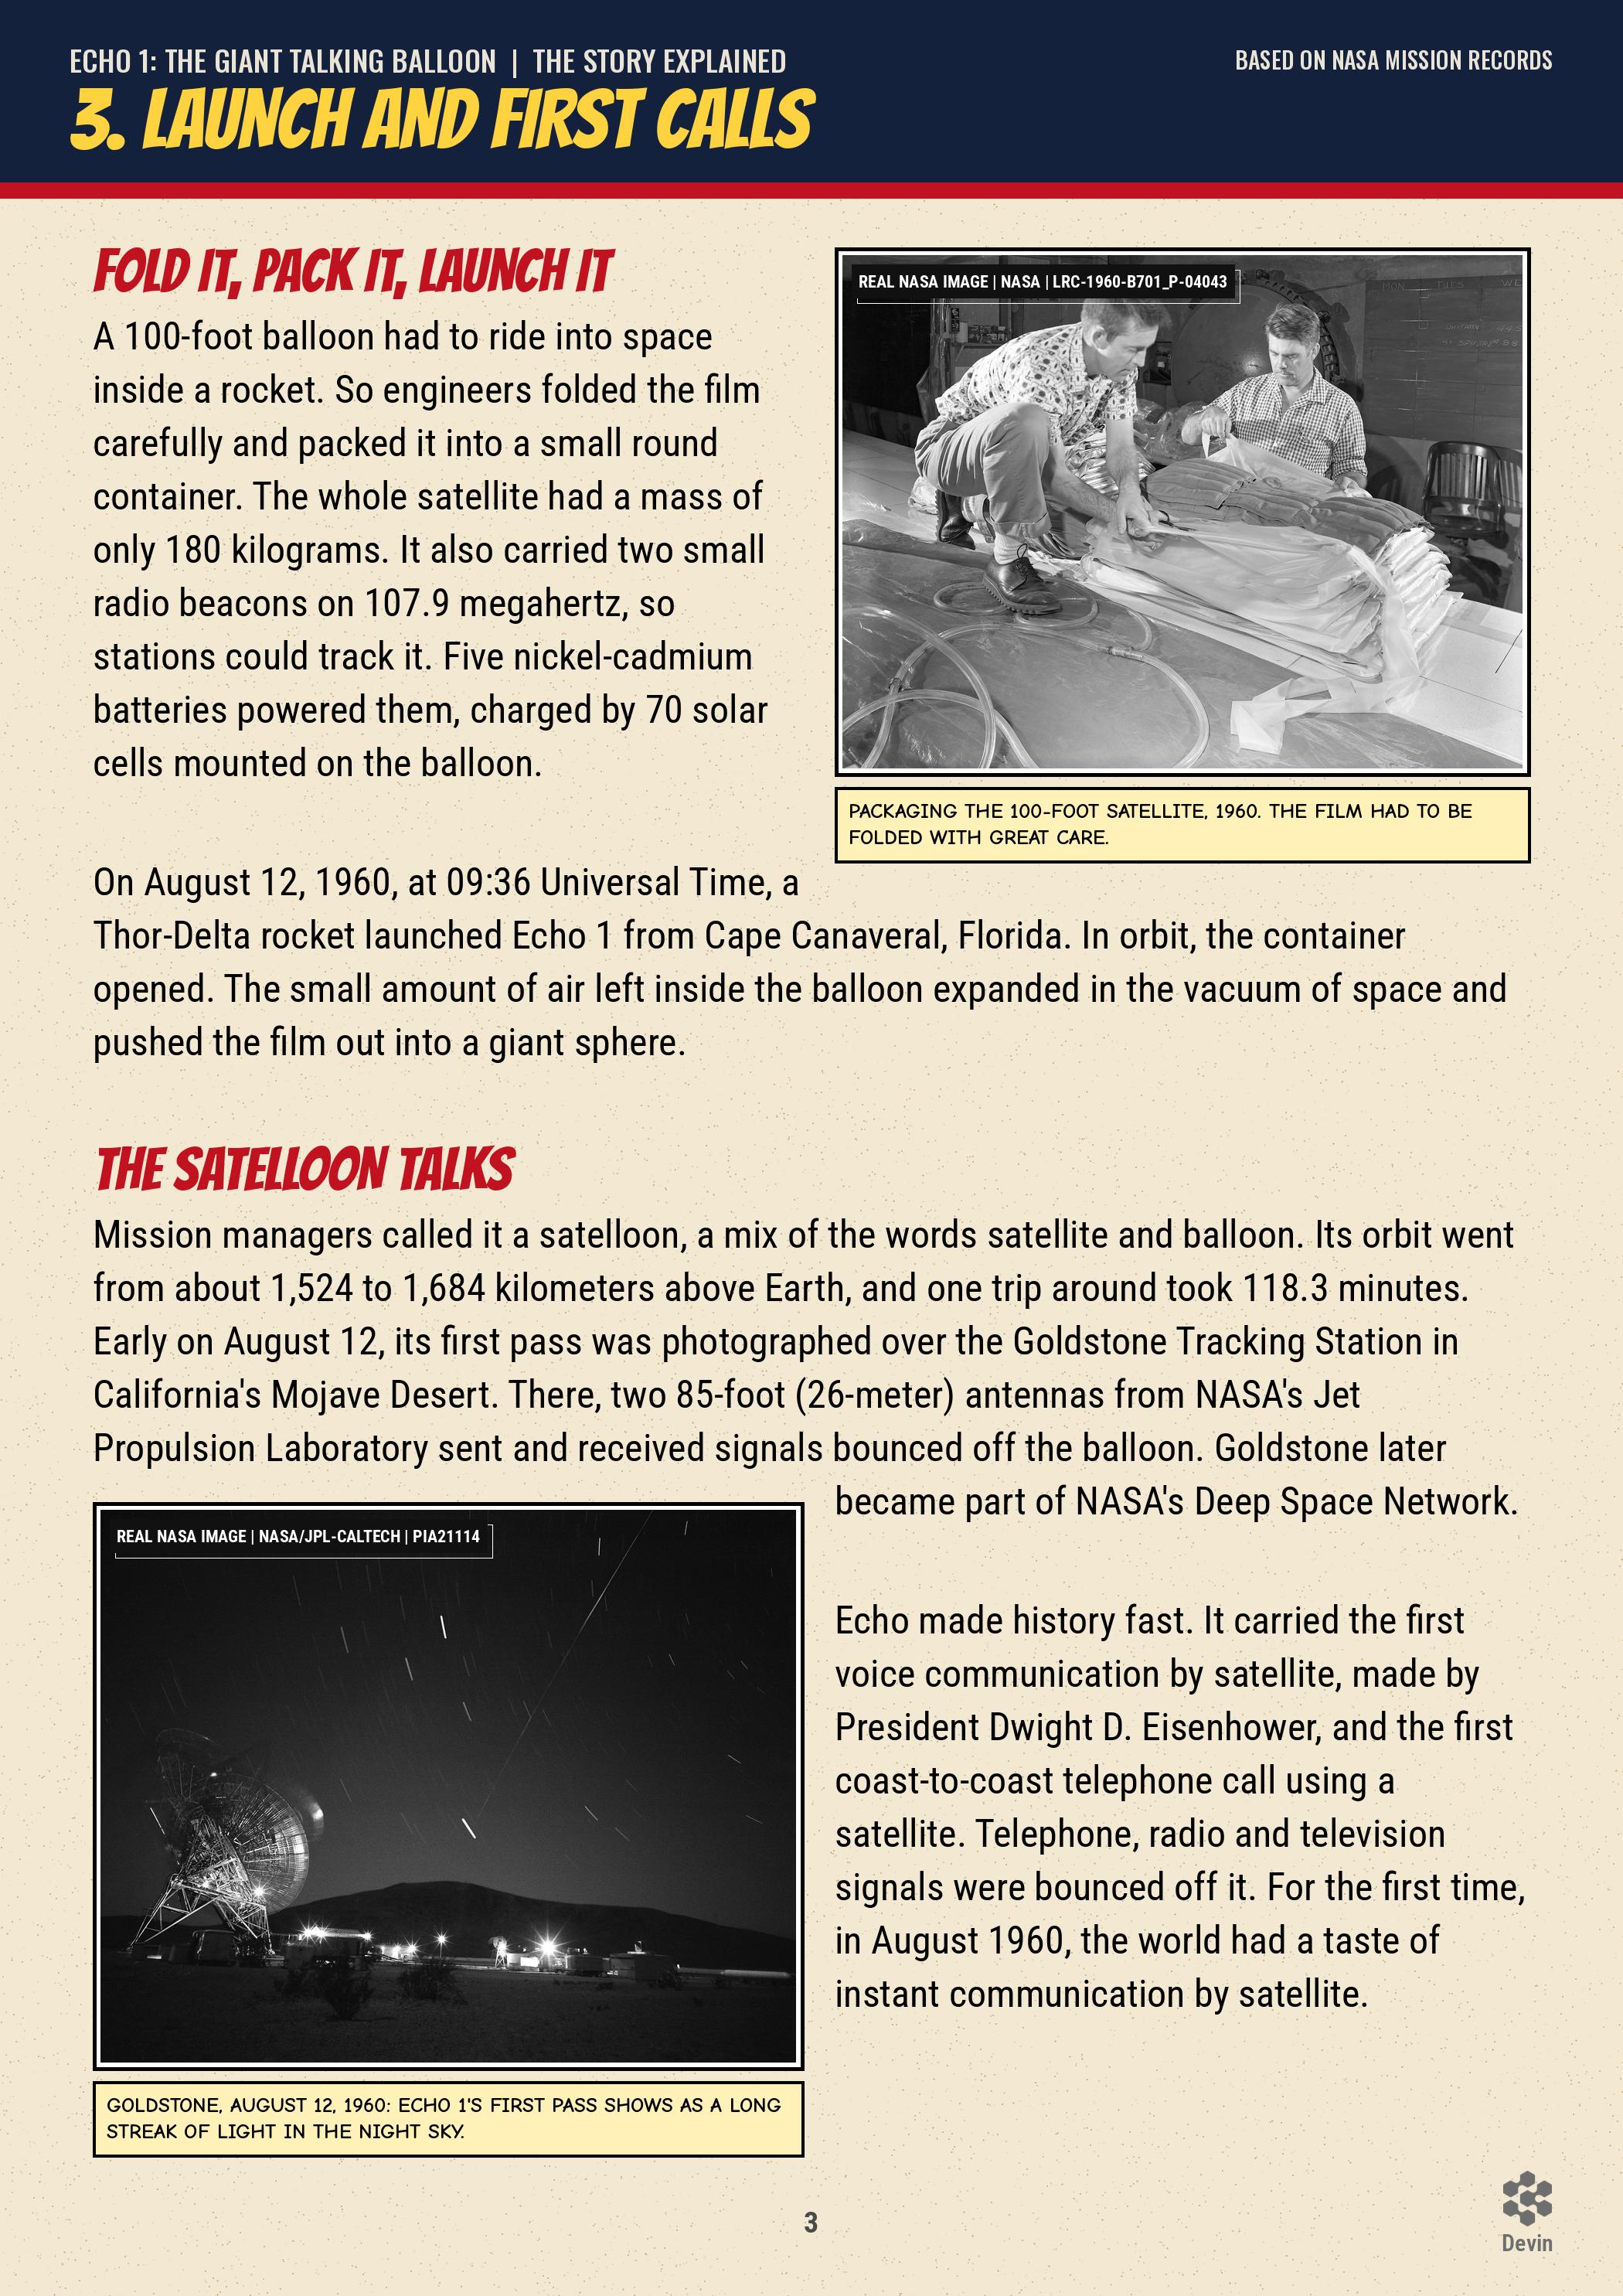 ECHO 1: THE GIANT TALKING BALLOON | THE STORY EXPLAINED
BASED ON NASA MISSION RECORDS
3. LAUNCH AND FIRST CALLS
FOLD IT, PACK IT, LAUNCH IT
A 100-foot balloon had to ride into space
inside a rocket. So engineers folded the film
carefully and packed it into a small round
container. The whole satellite had a mass of
only 180 kilograms. It also carried two small
radio beacons on 107.9 megahertz, so
stations could track it. Five nickel-cadmium
batteries powered them, charged by 70 solar
cells mounted on the balloon.
REAL NASA IMAGE | NASA | LRC-1960-B701_P-04043
MON TUES WE
PACKAGING THE 100-FOOT SATELLITE, 1960. THE FILM HAD TO BE
FOLDED WITH GREAT CARE.
On August 12, 1960, at 09:36 Universal Time, a
Thor-Delta rocket launched Echo 1 from Cape Canaveral, Florida. In orbit, the container
opened. The small amount of air left inside the balloon expanded in the vacuum of space and
pushed the film out into a giant sphere.
THE SATELLOON TALKS
Mission managers called it a satelloon, a mix of the words satellite and balloon. Its orbit went
from about 1,524 to 1,684 kilometers above Earth, and one trip around took 118.3 minutes.
Early on August 12, its first pass was photographed over the Goldstone Tracking Station in
California's Mojave Desert. There, two 85-foot (26-meter) antennas from NASA's Jet
Propulsion Laboratory sent and received signals bounced off the balloon. Goldstone later
became part of NASA's Deep Space Network.
REAL NASA IMAGE | NASA/JPL-CALTECH | PIA21114
GOLDSTONE, AUGUST 12, 1960: ECHO 1'S FIRST PASS SHOWS AS A LONG
STREAK OF LIGHT IN THE NIGHT SKY.
Echo made history fast. It carried the first
voice communication by satellite, made by
President Dwight D. Eisenhower, and the first
coast-to-coast telephone call using a
satellite. Telephone, radio and television
signals were bounced off it. For the first time,
in August 1960, the world had a taste of
instant communication by satellite.
3
Devin